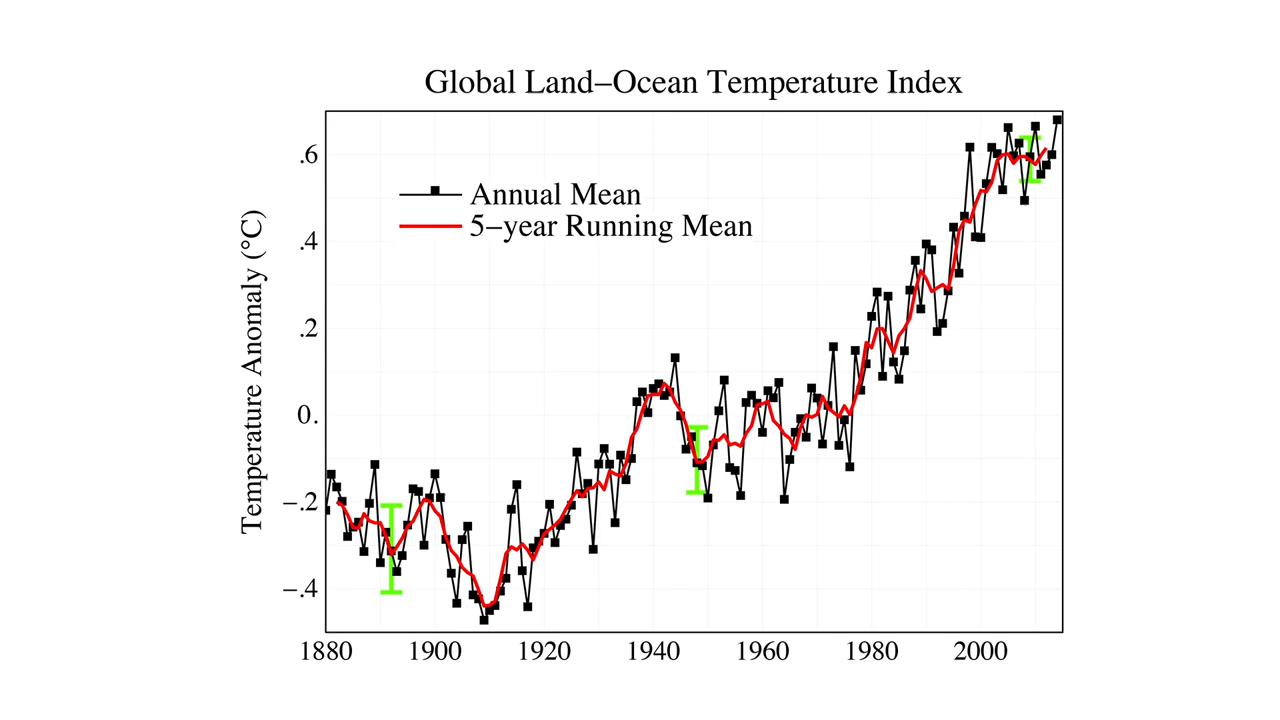 Global Land−Ocean Temperature Index
.6
.4
.2
0.
−.2
−.4
Temperature Anomaly (°C)
Annual Mean
5−year Running Mean
1880 1900 1920 1940 1960 1980 2000